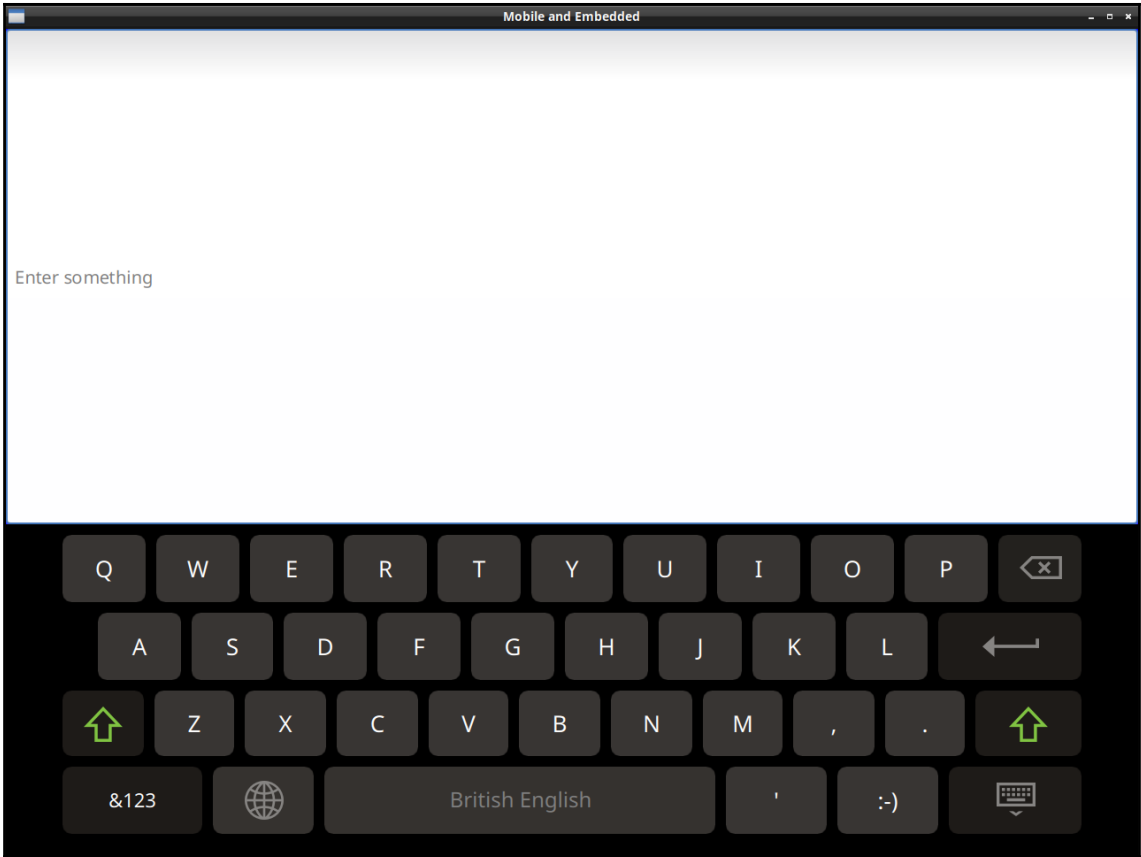 Mobile and Embedded
Enter something
Q W E R T Y U I O P
A S D F G H J K L
Z X C V B N M , .
&123 British English ' :-)